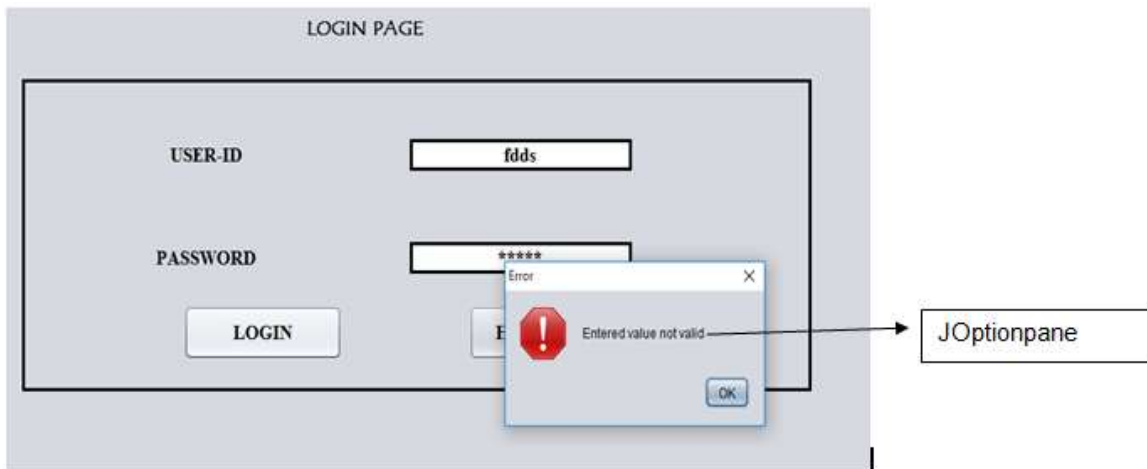 LOGIN PAGE
USER-ID
fdds
PASSWORD
*****
Error
Entered value not valid
JOptionpane
LOGIN
E
OK